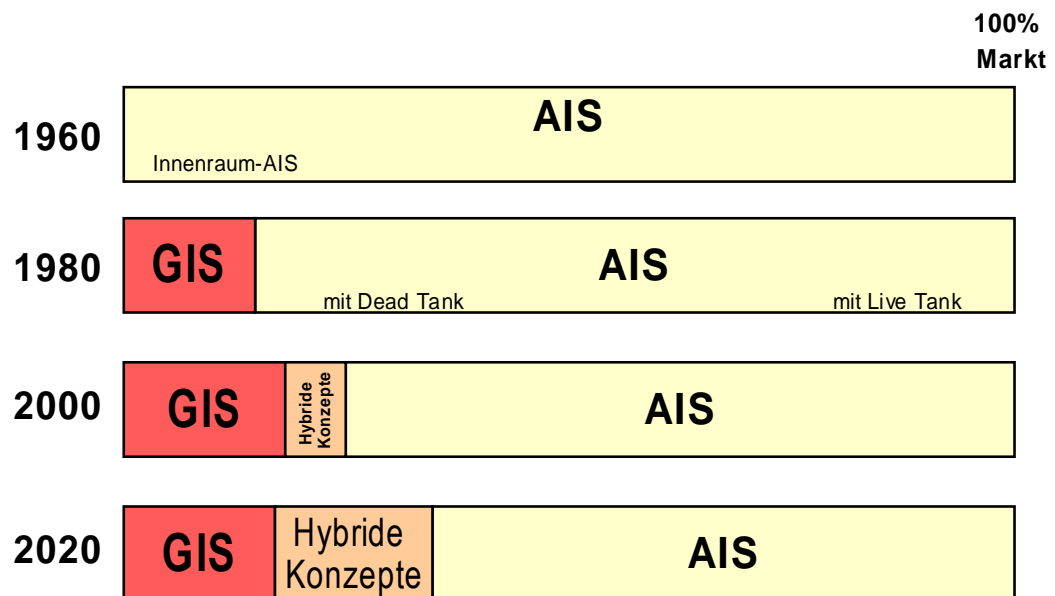 100%
Markt
1960
AIS
Innenraum-AIS
1980
GIS
AIS
mit Dead Tank
mit Live Tank
2000
GIS
Hybride
Konzepte
AIS
2020
GIS
Hybride
Konzepte
AIS